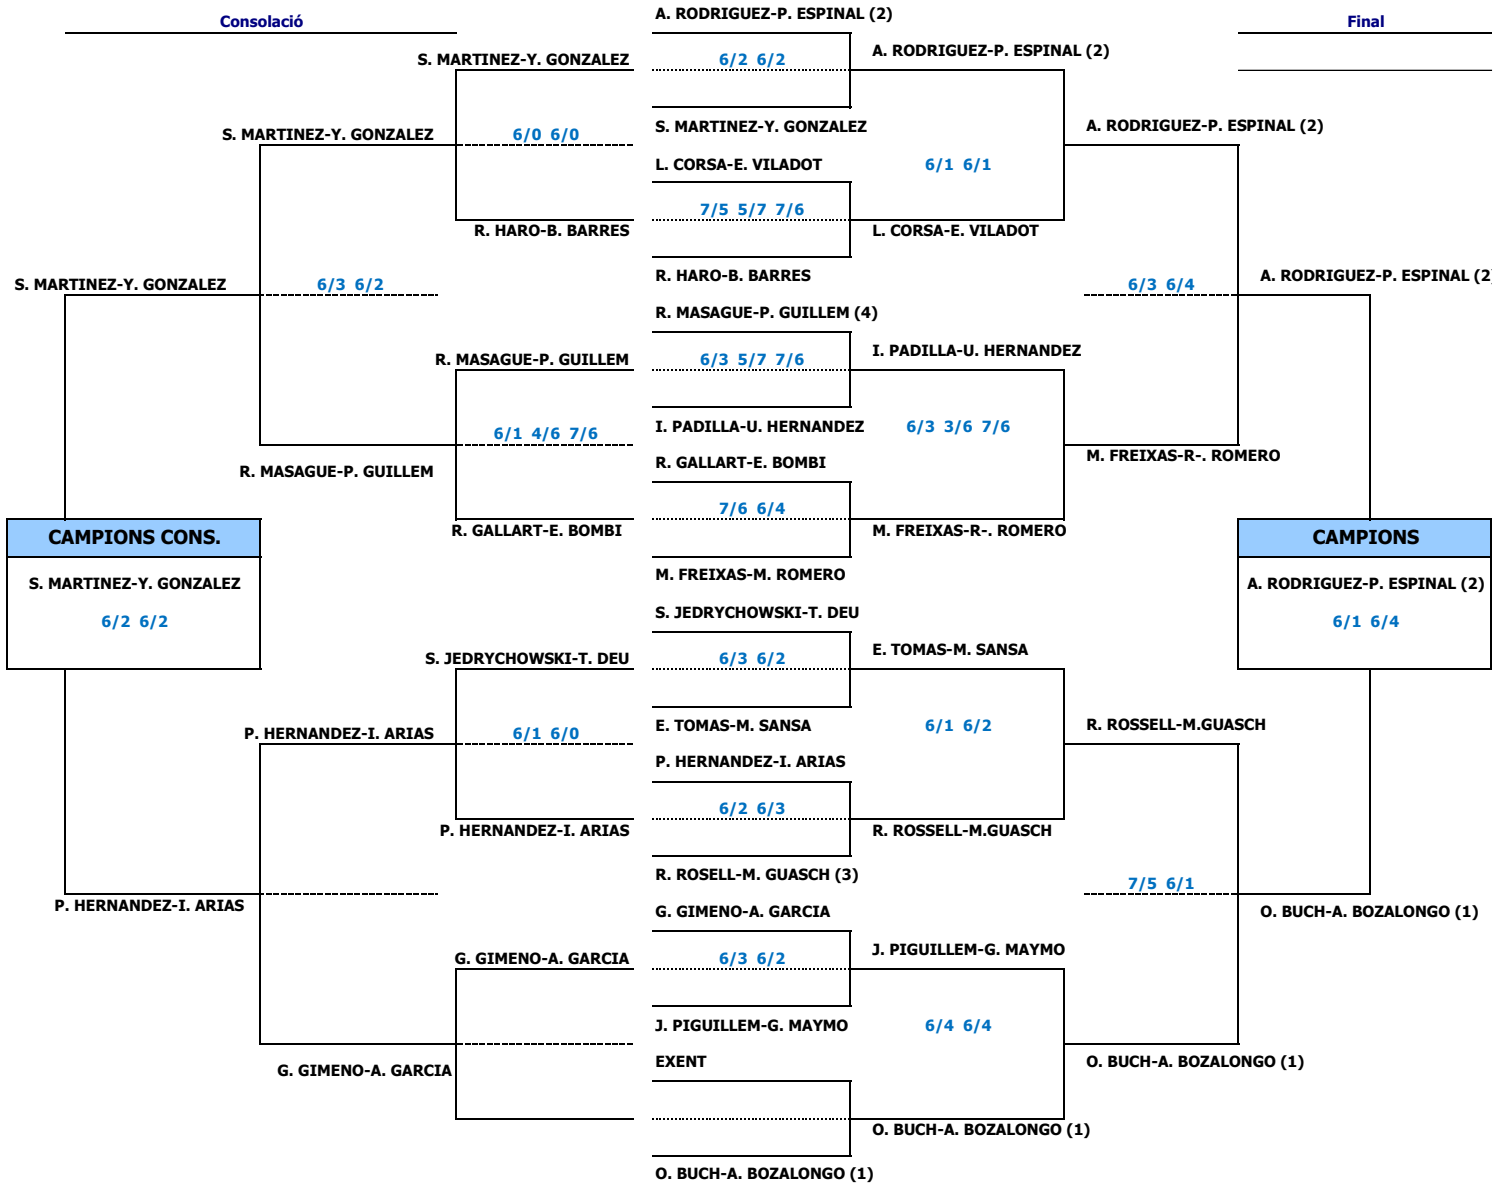 Consolació
A. RODRIGUEZ-P. ESPINAL (2)
Final
S. MARTINEZ-Y. GONZALEZ
6/2 6/2
A. RODRIGUEZ-P. ESPINAL (2)
S. MARTINEZ-Y. GONZALEZ
6/0 6/0
S. MARTINEZ-Y. GONZALEZ
A. RODRIGUEZ-P. ESPINAL (2)
L. CORSA-E. VILADOT
6/1 6/1
7/5 5/7 7/6
R. HARO-B. BARRES
L. CORSA-E. VILADOT
S. MARTINEZ-Y. GONZALEZ
6/3 6/2
R. HARO-B. BARRES
6/3 6/4
A. RODRIGUEZ-P. ESPINAL (2
R. MASAGUE-P. GUILLEM (4)
R. MASAGUE-P. GUILLEM
6/3 5/7 7/6
I. PADILLA-U. HERNANDEZ
6/1 4/6 7/6
I. PADILLA-U. HERNANDEZ
6/3 3/6 7/6
R. MASAGUE-P. GUILLEM
R. GALLART-E. BOMBI
M. FREIXAS-R-. ROMERO
7/6 6/4
R. GALLART-E. BOMBI
M. FREIXAS-R-. ROMERO
CAMPIONS CONS.
CAMPIONS
S. MARTINEZ-Y. GONZALEZ
M. FREIXAS-M. ROMERO
A. RODRIGUEZ-P. ESPINAL (2)
6/2 6/2
S. JEDRYCHOWSKI-T. DEU
6/1 6/4
S. JEDRYCHOWSKI-T. DEU
6/3 6/2
E. TOMAS-M. SANSA
P. HERNANDEZ-I. ARIAS
6/1 6/0
E. TOMAS-M. SANSA
6/1 6/2
R. ROSSELL-M.GUASCH
P. HERNANDEZ-I. ARIAS
6/2 6/3
P. HERNANDEZ-I. ARIAS
R. ROSSELL-M.GUASCH
R. ROSELL-M. GUASCH (3)
7/5 6/1
P. HERNANDEZ-I. ARIAS
G. GIMENO-A. GARCIA
O. BUCH-A. BOZALONGO (1)
G. GIMENO-A. GARCIA
6/3 6/2
J. PIGUILLEM-G. MAYMO
J. PIGUILLEM-G. MAYMO
6/4 6/4
G. GIMENO-A. GARCIA
EXENT
O. BUCH-A. BOZALONGO (1)
O. BUCH-A. BOZALONGO (1)
O. BUCH-A. BOZALONGO (1)